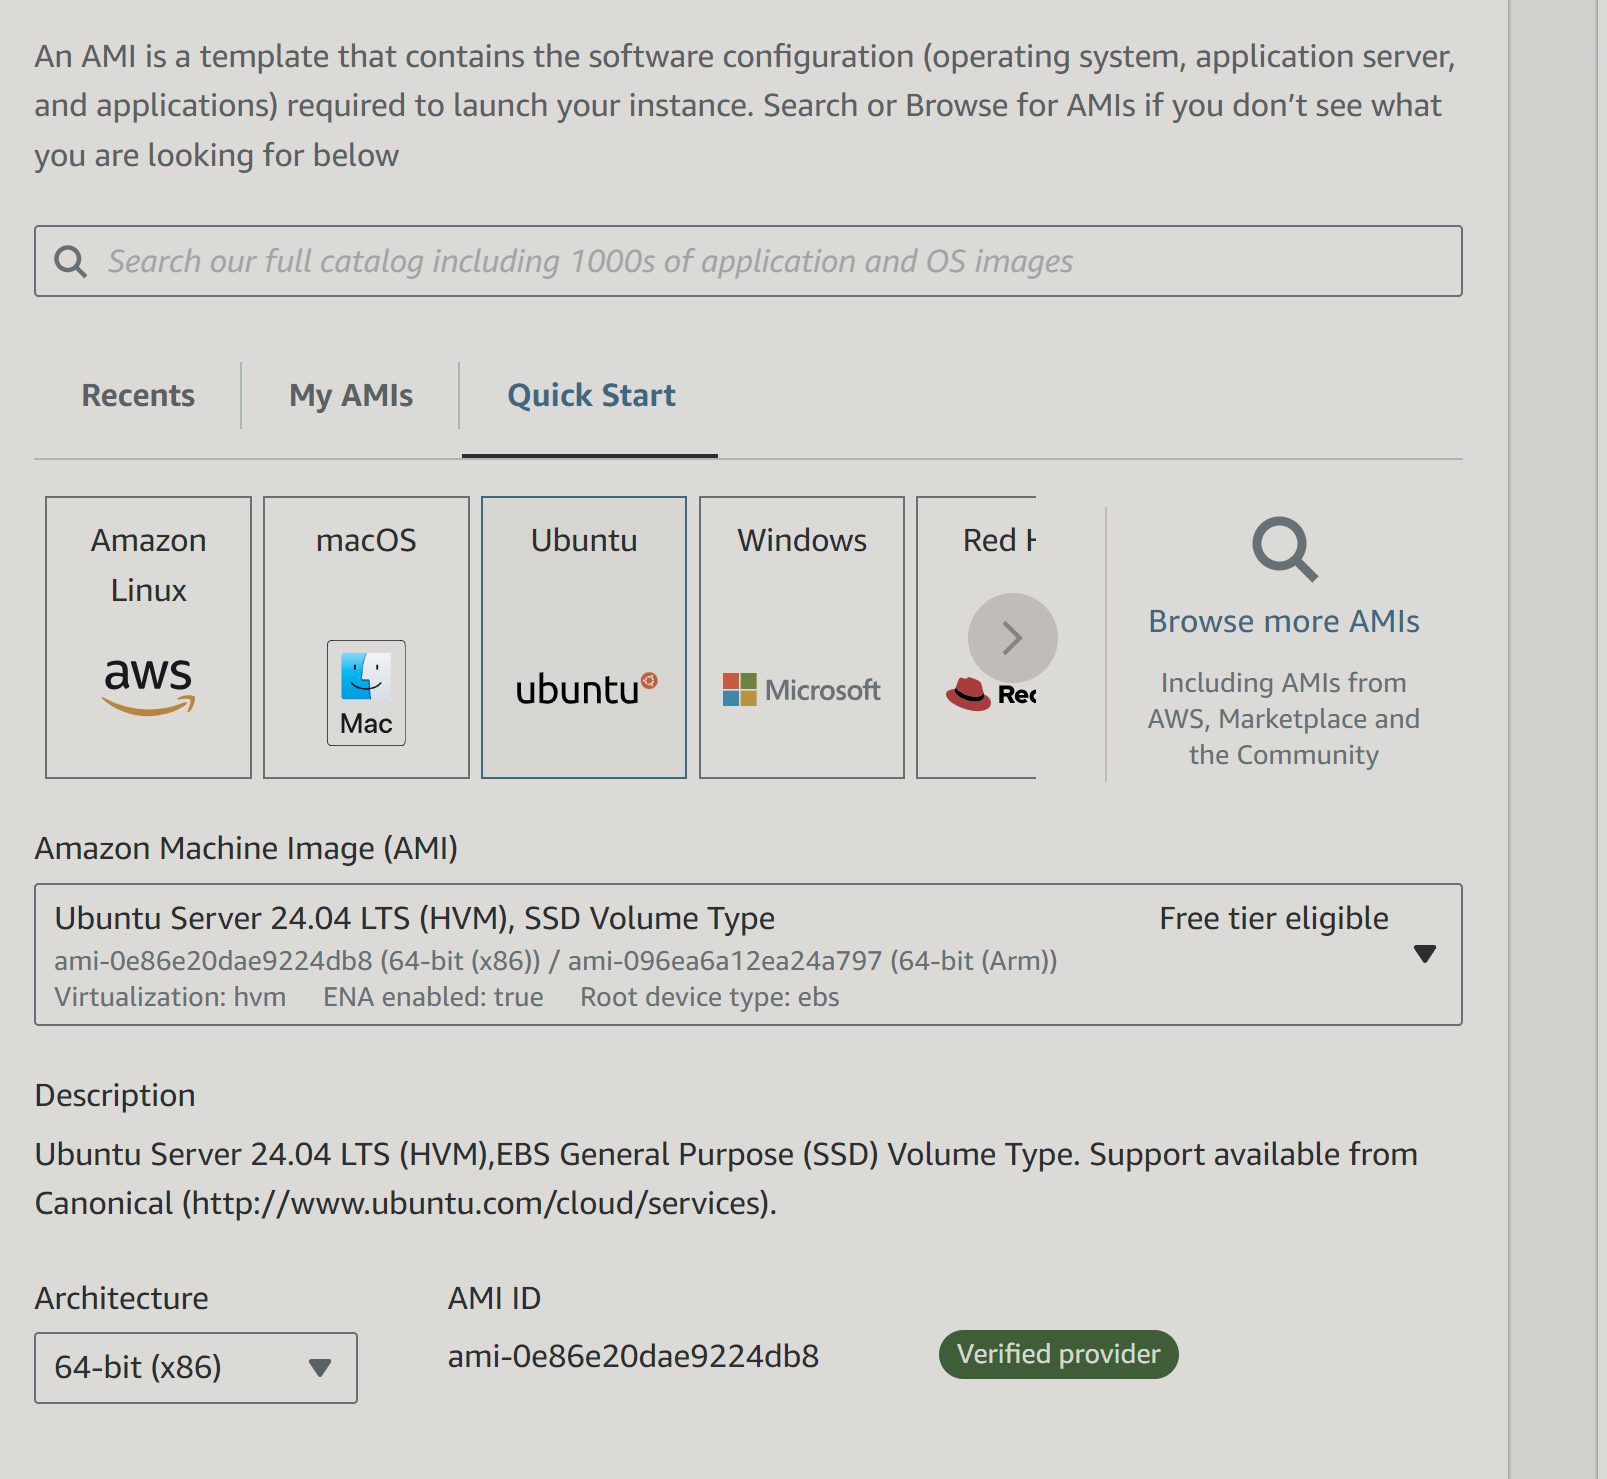 An AMI is a template that contains the software configuration (operating system, application server,
and applications) required to launch your instance. Search or Browse for AMIs if you don’t see what
you are looking for below
Search our full catalog including 1000s of application and OS images
Recents
My AMIs
Quick Start
Amazon
Linux
aws
macOS
Mac
Ubuntu
ubuntu
Windows
Microsoft
Red
Browse more AMIs
Including AMIs from
AWS, Marketplace and
the Community
Amazon Machine Image (AMI)
Ubuntu Server 24.04 LTS (HVM), SSD Volume Type
Free tier eligible
ami-0e86e20dae9224db8 (64-bit (x86)) / ami-096ea6a12ea24a797 (64-bit (Arm))
Virtualization: hvm ENA enabled: true Root device type: ebs
Description
Ubuntu Server 24.04 LTS (HVM),EBS General Purpose (SSD) Volume Type. Support available from
Canonical (http://www.ubuntu.com/cloud/services).
Architecture
AMI ID
64-bit (x86)
ami-0e86e20dae9224db8
Verified provider